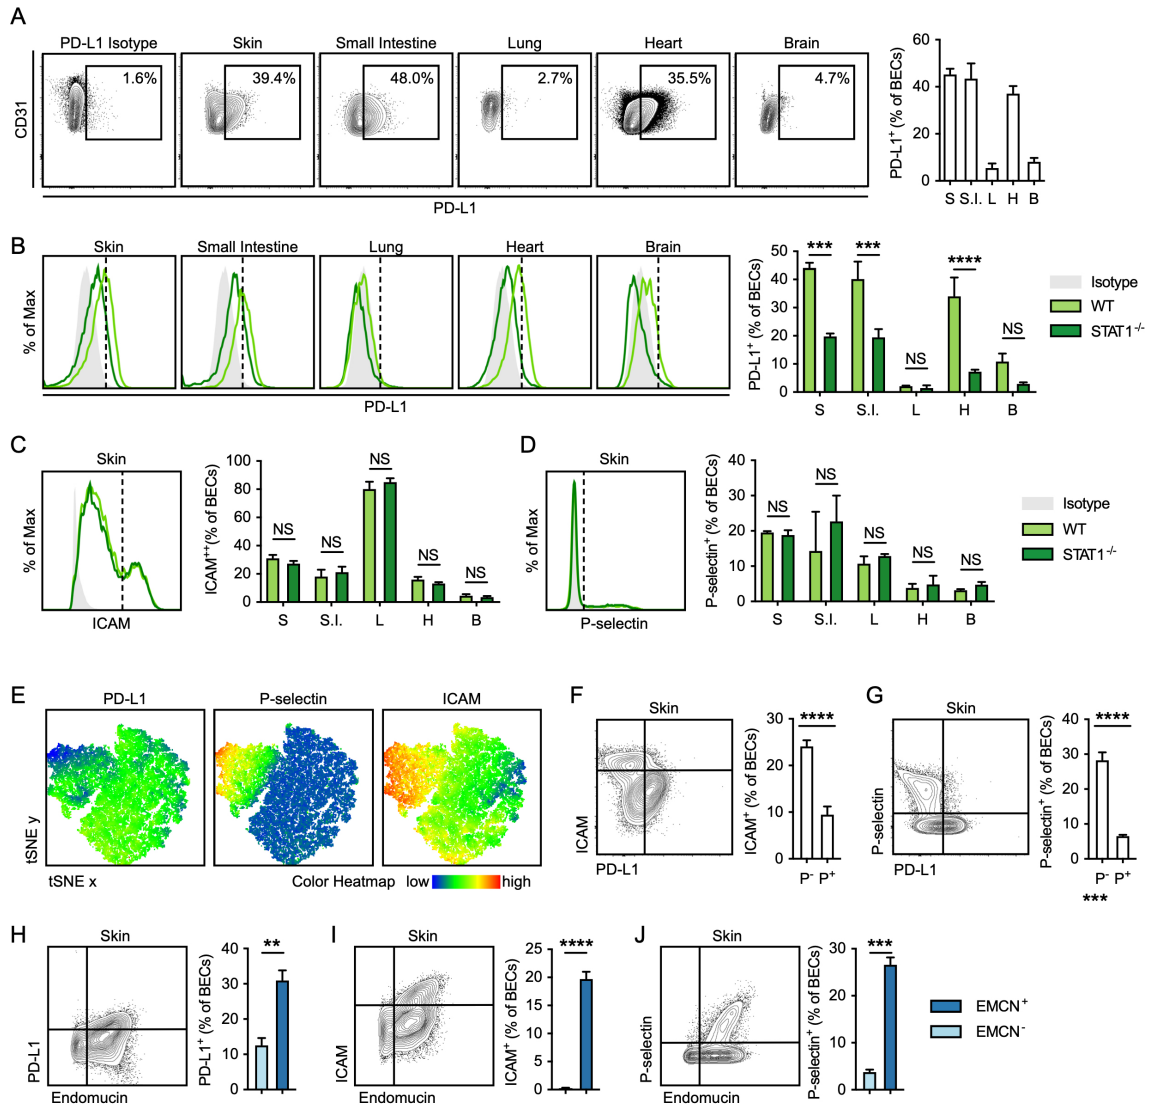 A
PD-L1 Isotype
Skin
Small Intestine
Lung
Heart
Brain
1.6%
39.4%
48.0%
2.7%
35.5%
4.7%
CD31
PD-L1
PD-L1+ (% of BECs)
60
40
20
0
S S.I. L H B
B
Skin
Small Intestine
Lung
Heart
Brain
% of Max
PD-L1
PD-L1+ (% of BECs)
50
40
30
20
10
0
*** *** NS **** NS
S S.I. L H B
Isotype
WT
STAT1-/-
C
Skin
% of Max
ICAM
ICAM++(% of BECs)
100
80
60
40
20
0
NS NS NS NS NS
S S.I. L H B
D
Skin
% of Max
P-selectin
P-selectin+ (% of BECs)
40
30
20
10
0
NS NS NS NS NS
S S.I. L H B
Isotype
WT
STAT1-/-
E
PD-L1
P-selectin
ICAM
tSNE y
tSNE x
Color Heatmap low high
F
Skin
ICAM
PD-L1
ICAM+ (% of BECs)
30
20
10
0
****
P- P+
G
Skin
P-selectin
PD-L1
P-selectin+ (% of BECs)
40
30
20
10
0
****
P- P+
***
H
Skin
PD-L1
Endomucin
PD-L1+ (% of BECs)
40
30
20
10
0
**
I
Skin
ICAM
Endomucin
ICAM+ (% of BECs)
25
20
15
10
5
0
****
J
Skin
P-selectin
Endomucin
P-selectin+ (% of BECs)
30
20
10
0
***
EMCN+
EMCN-